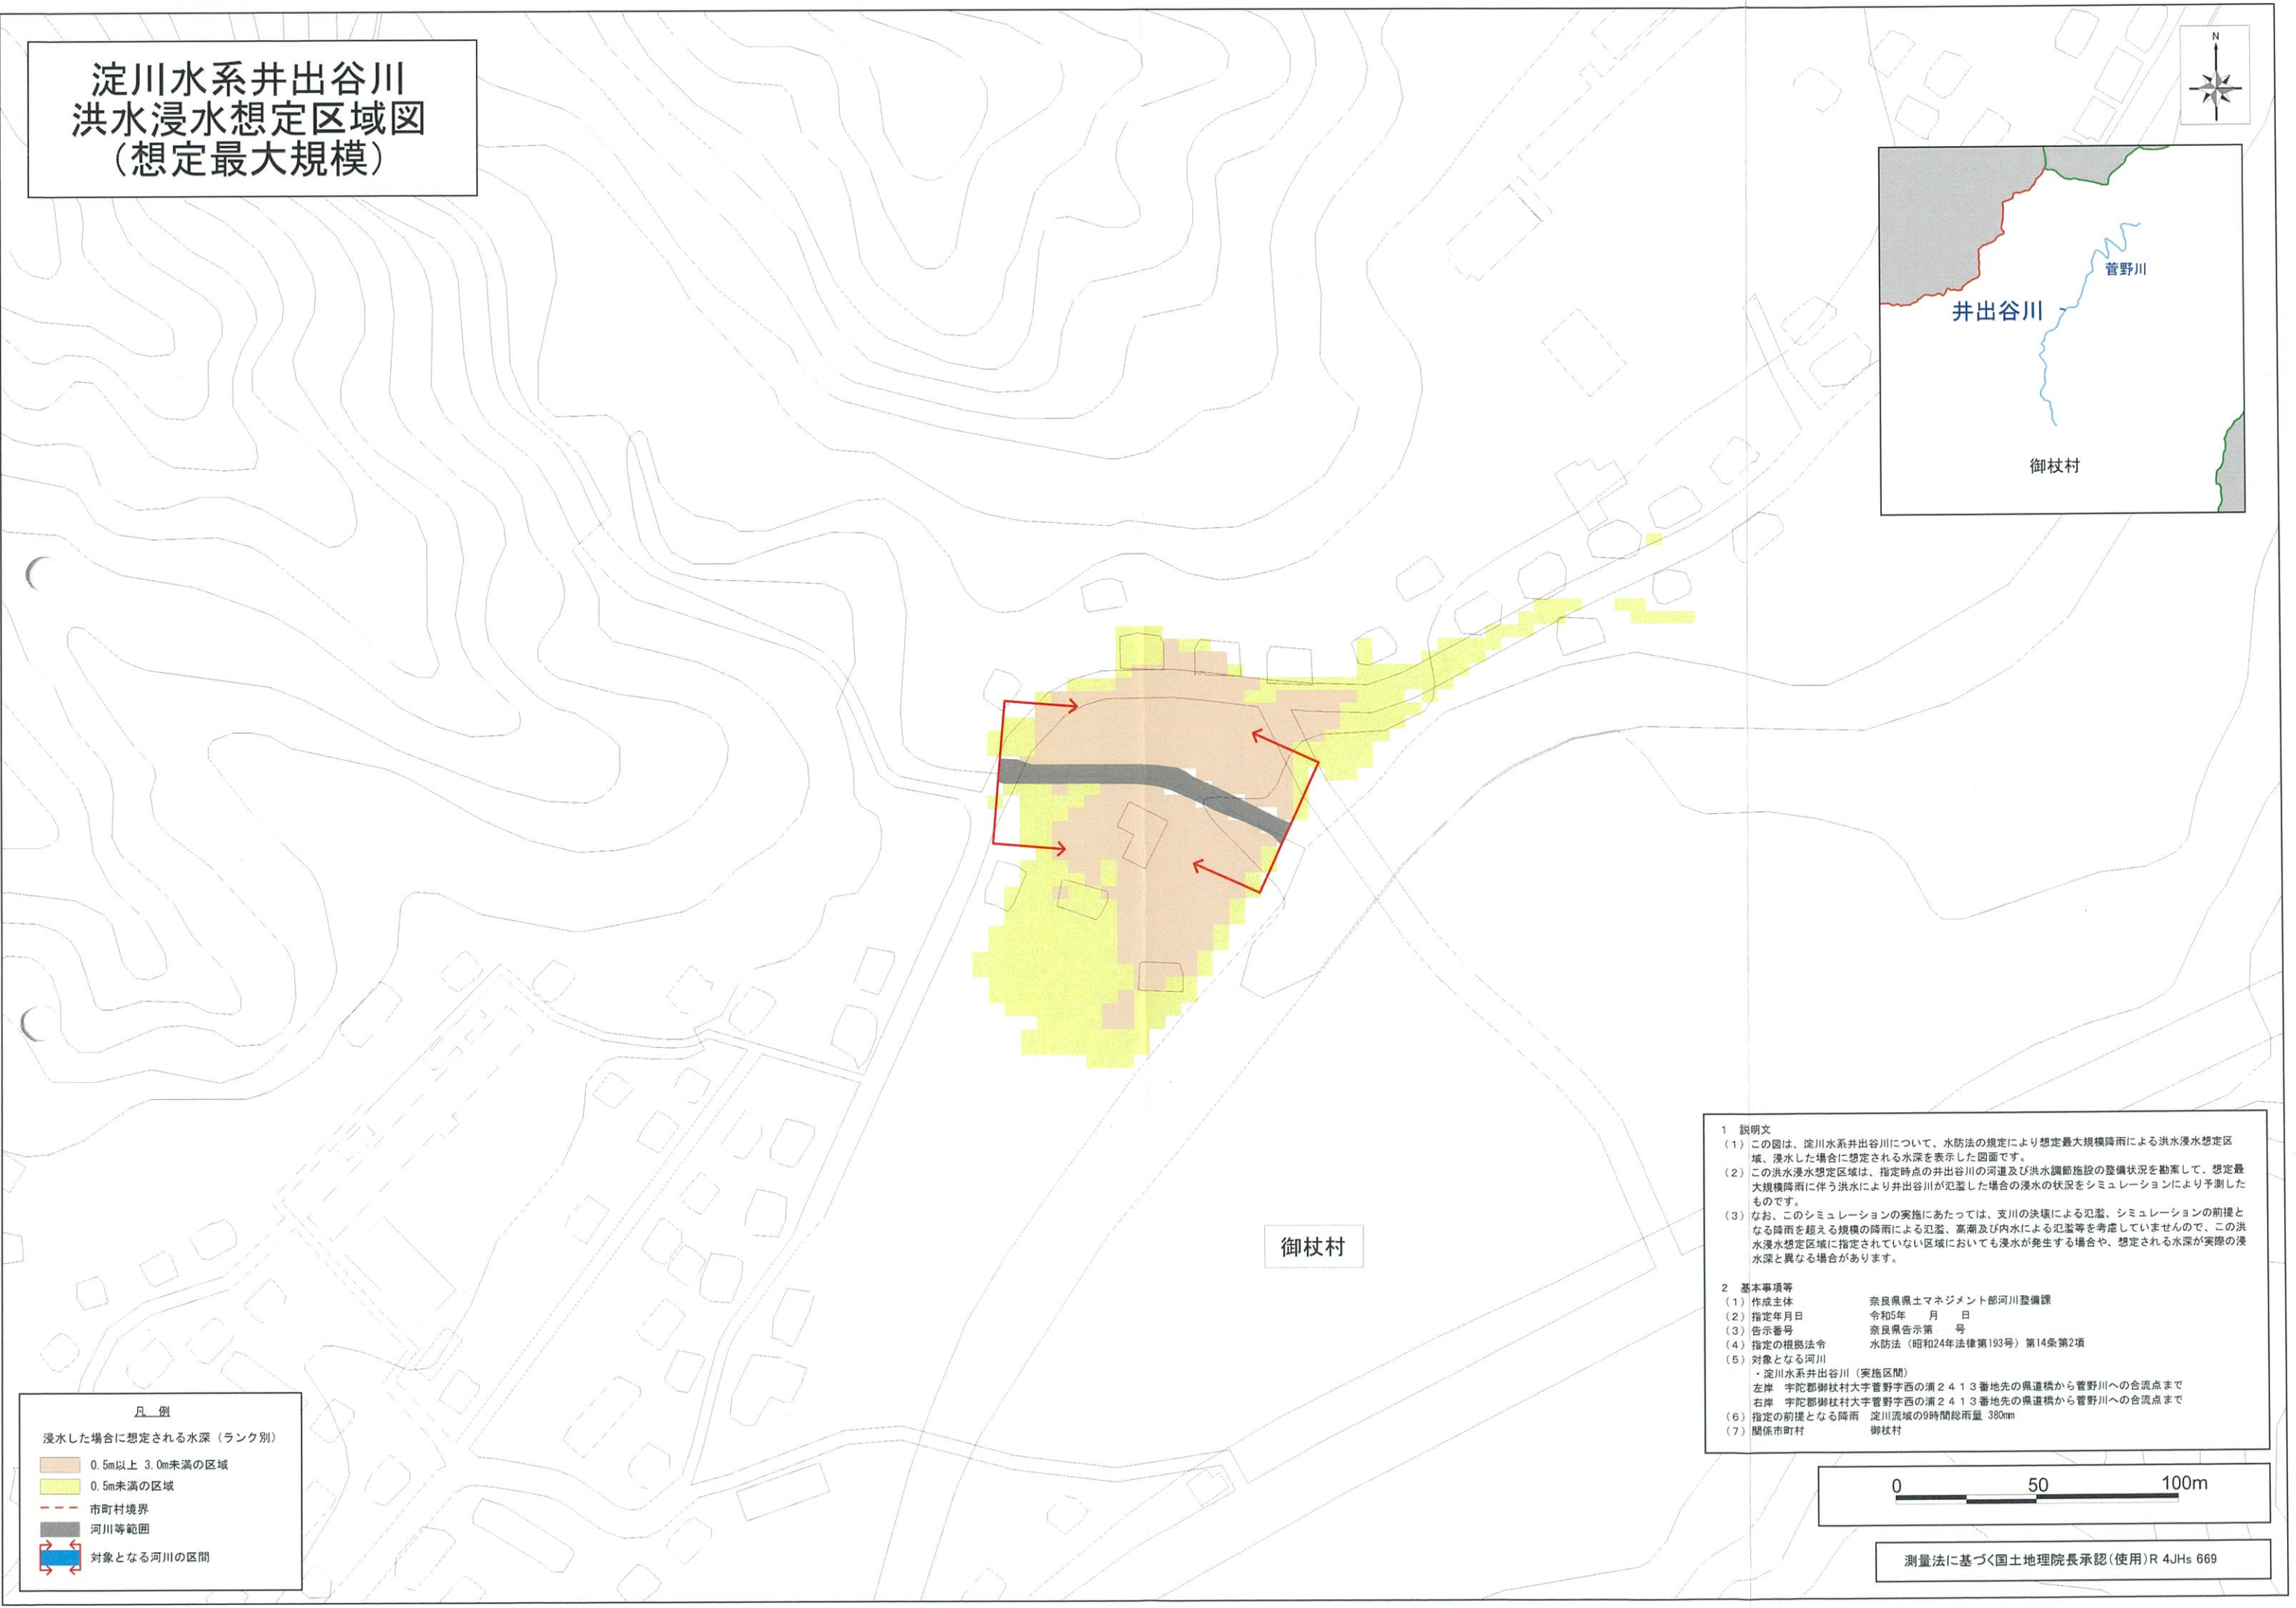 淀川水系井出谷川
洪水浸水想定区域図
（想定最大規模）
N
菅野川
井出谷川
御杖村
御杖村
1　説明文
（1）この図は、淀川水系井出谷川について、水防法の規定により想定最大規模降雨による洪水浸水想定区
域、浸水した場合に想定される水深を表示した図面です。
（2）この洪水浸水想定区域は、指定時点の井出谷川の河道及び洪水調節施設の整備状況を勘案して、想定最
大規模降雨に伴う洪水により井出谷川が氾濫した場合の浸水の状況をシミュレーションにより予測した
ものです。
（3）なお、このシミュレーションの実施にあたっては、支川の決壊による氾濫、シミュレーションの前提と
なる降雨を超える規模の降雨による氾濫、高潮及び内水による氾濫等を考慮していませんので、この洪
水浸水想定区域に指定されていない区域においても浸水が発生する場合や、想定される水深が実際の浸
水深と異なる場合があります。
2　基本事項等
（1）作成主体　奈良県県土マネジメント部河川整備課
（2）指定年月日　令和5年　月　日
（3）告示番号　奈良県告示第　号
（4）指定の根拠法令　水防法（昭和24年法律第193号）第14条第2項
（5）対象となる河川
・淀川水系井出谷川（実施区間）
左岸　宇陀郡御杖村大字菅野字西の浦２４１３番地先の県道橋から菅野川への合流点まで
右岸　宇陀郡御杖村大字菅野字西の浦２４１３番地先の県道橋から菅野川への合流点まで
（6）指定の前提となる降雨　淀川流域の9時間総雨量 380mm
（7）関係市町村　御杖村
凡　例
浸水した場合に想定される水深（ランク別）
0.5m以上 3.0m未満の区域
0.5m未満の区域
市町村境界
河川等範囲
対象となる河川の区間
0　50　100m
測量法に基づく国土地理院長承認（使用）R 4JHs 669